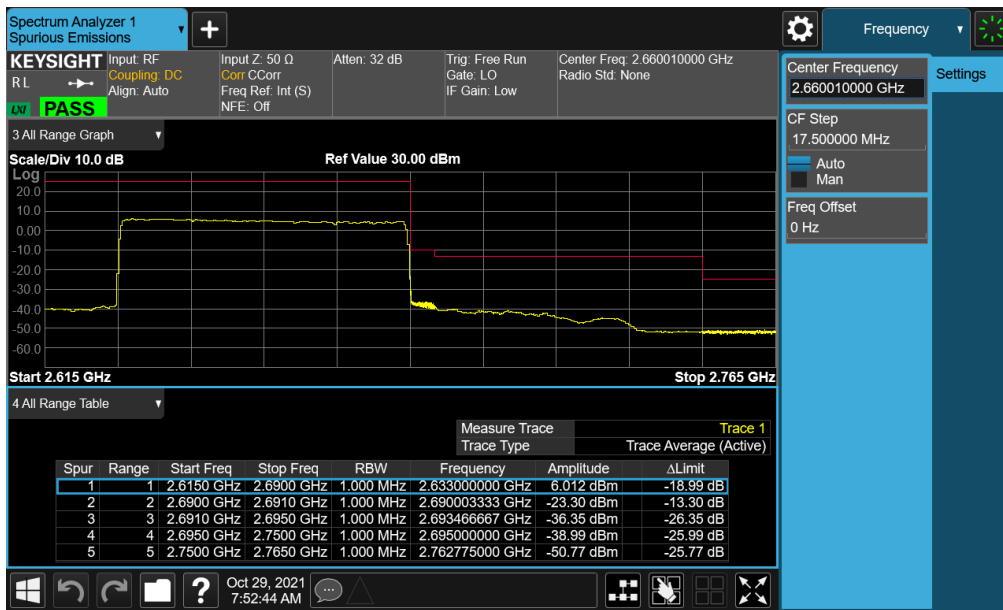 Spectrum Analyzer 1
Spurious Emissions
+
Frequency
KEYSIGHT Input: RF Input Z: 50 Ω Atten: 32 dB Trig: Free Run Center Freq: 2.660010000 GHz
R L Coupling: DC Corr CCorr Gate: LO Radio Std: None
Align: Auto Freq Ref: Int (S) IF Gain: Low
LXI PASS NFE: Off
Center Frequency
2.660010000 GHz
Settings
CF Step
17.500000 MHz
Auto
Man
Freq Offset
0 Hz
3 All Range Graph
Scale/Div 10.0 dB Ref Value 30.00 dBm
Log
20.0
10.0
0.00
-10.0
-20.0
-30.0
-40.0
-50.0
-60.0
Start 2.615 GHz Stop 2.765 GHz
4 All Range Table
Measure Trace Trace 1
Trace Type Trace Average (Active)
Spur Range Start Freq Stop Freq RBW Frequency Amplitude ΔLimit
1 1 2.6150 GHz 2.6900 GHz 1.000 MHz 2.633000000 GHz 6.012 dBm -18.99 dB
2 2 2.6900 GHz 2.6910 GHz 1.000 MHz 2.690003333 GHz -23.30 dBm -13.30 dB
3 3 2.6910 GHz 2.6950 GHz 1.000 MHz 2.693466667 GHz -36.35 dBm -26.35 dB
4 4 2.6950 GHz 2.7500 GHz 1.000 MHz 2.695000000 GHz -38.99 dBm -25.99 dB
5 5 2.7500 GHz 2.7650 GHz 1.000 MHz 2.762775000 GHz -50.77 dBm -25.77 dB
? Oct 29, 2021
7:52:44 AM